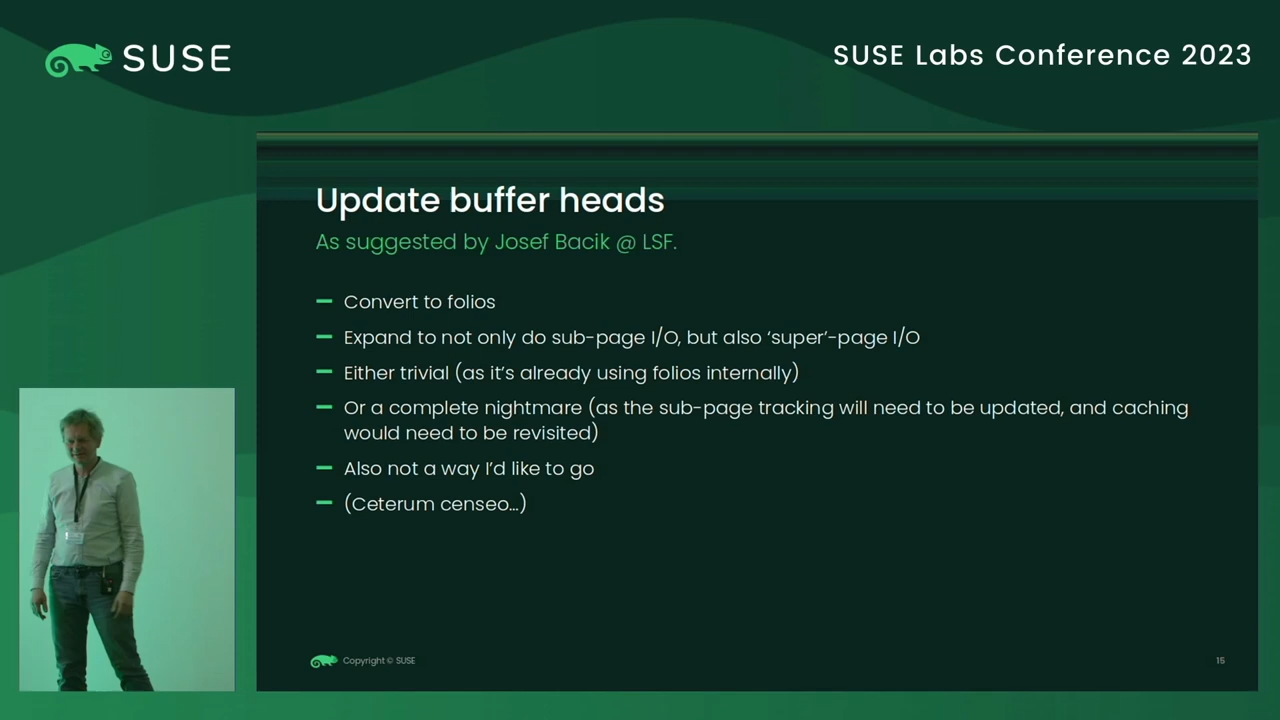 SUSE
SUSE Labs Conference 2023
Update buffer heads
As suggested by Josef Bacik @ LSF.
Convert to folios
Expand to not only do sub-page I/O, but also ‘super’-page I/O
Either trivial (as it’s already using folios internally)
Or a complete nightmare (as the sub-page tracking will need to be updated, and caching
would need to be revisited)
Also not a way I’d like to go
(Ceterum censeo...)
Copyright © SUSE
15